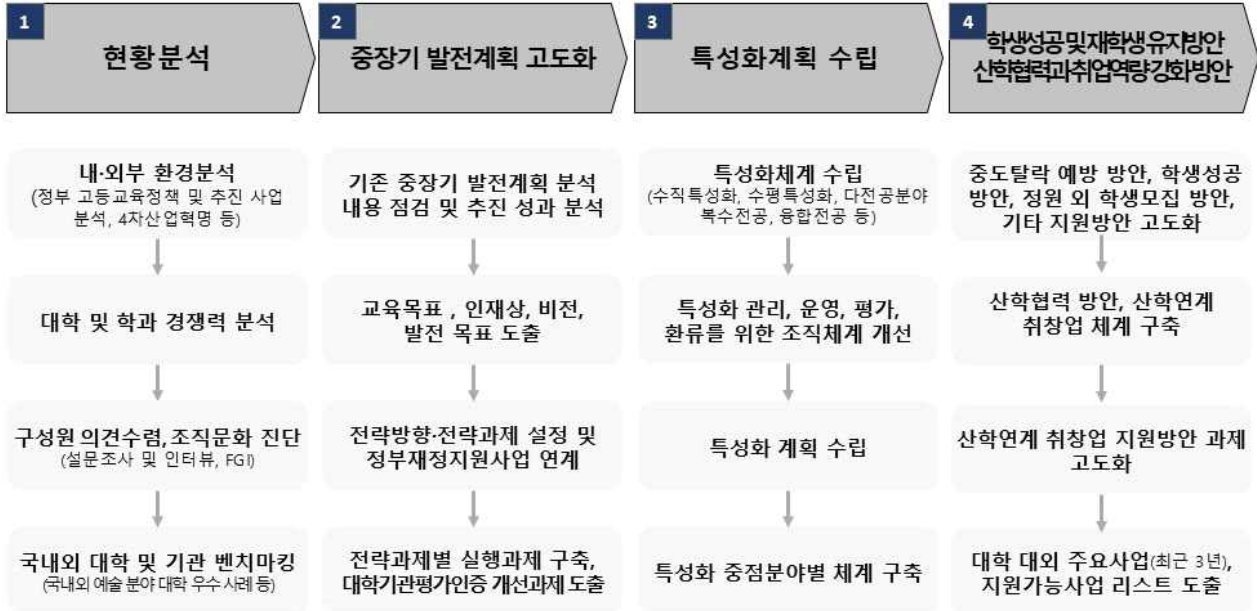 1
현황분석
내·외부 환경분석
(정부 고등교육정책 및 추진 사업
분석, 4차산업혁명 등)
대학 및 학과 경쟁력 분석
구성원 의견수렴, 조직문화 진단
(설문조사 및 인터뷰, FGI)
국내외 대학 및 기관 벤치마킹
(국내외 예술 분야 대학 우수 사례 등)
2
중장기 발전계획 고도화
기존 중장기 발전계획 분석
내용 점검 및 추진 성과 분석
교육목표 , 인재상, 비전,
발전 목표 도출
전략방향·전략과제 설정 및
정부재정지원사업 연계
전략과제별 실행과제 구축,
대학기관평가인증 개선과제 도출
3
특성화계획 수립
특성화체계 수립
(수직특성화, 수평특성화, 다전공분야
복수전공, 융합전공 등)
특성화 관리, 운영, 평가,
환류를 위한 조직체계 개선
특성화 계획 수립
특성화 중점분야별 체계 구축
4
학생성공 및 재학생 유지방안
산학협력과 취업역량 강화 방안
중도탈락 예방 방안, 학생성공
방안, 정원 외 학생모집 방안,
기타 지원방안 고도화
산학협력 방안, 산학연계
취창업 체계 구축
산학연계 취창업 지원방안 과제
고도화
대학 대외 주요사업(최근 3년),
지원가능사업 리스트 도출